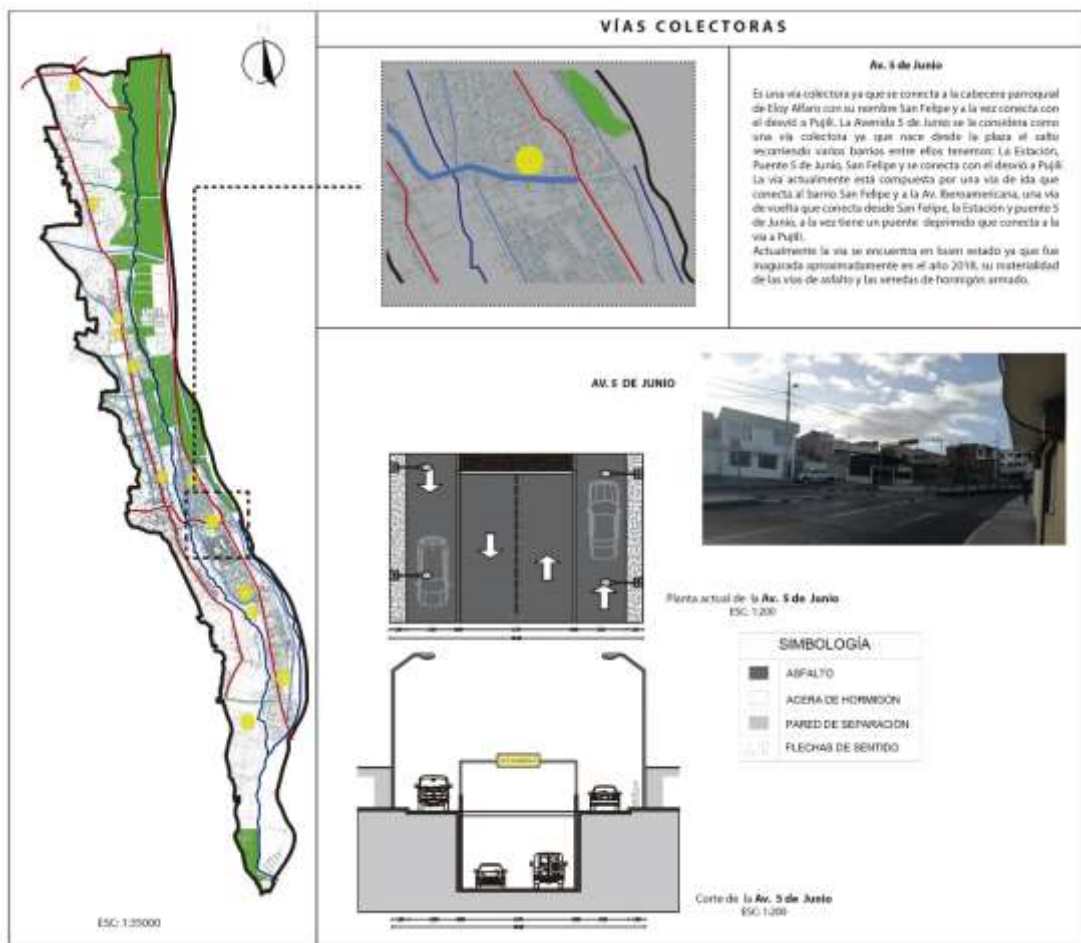 VÍAS COLECTORAS
Av. 5 de Junio
Es una vía colectora ya que se conecta a la cabecera parroquial
de Eloy Alfaro con su nombre San Felipe y a la vez conecta con
el desvió a Pujilí. La Avenida 5 de Junio se la considera como
una vía colectora ya que nace desde la plaza el salto
recorriendo varios barrios entre ellos tenemos: La Estación,
Puente 5 de Junio, San Felipe y se conecta con el desvió a Pujilí
La vía actualmente está compuesta por una vía de ida que
conecta al barrio San Felipe y a la Av. Iberoamericana, una vía
de vuelta que conecta desde San Felipe, la Estación y puente 5
de Junio, a la vez tiene un puente deprimido que conecta a la
vía a Pujilí.
Actualmente la vía se encuentra en buen estado ya que fue
inagurada aproximadamente en el año 2018, su materialidad
de las vías de asfalto y las veredas de hormigón armado.
AV. 5 DE JUNIO
Planta actual de la Av. 5 de Junio
ESC: 1:200
SIMBOLOGÍA
ASFALTO
ACERA DE HORMIGÓN
PARED DE SEPARACIÓN
FLECHAS DE SENTIDO
Corte de la Av. 5 de Junio
ESC: 1:200
ESC: 1:35000